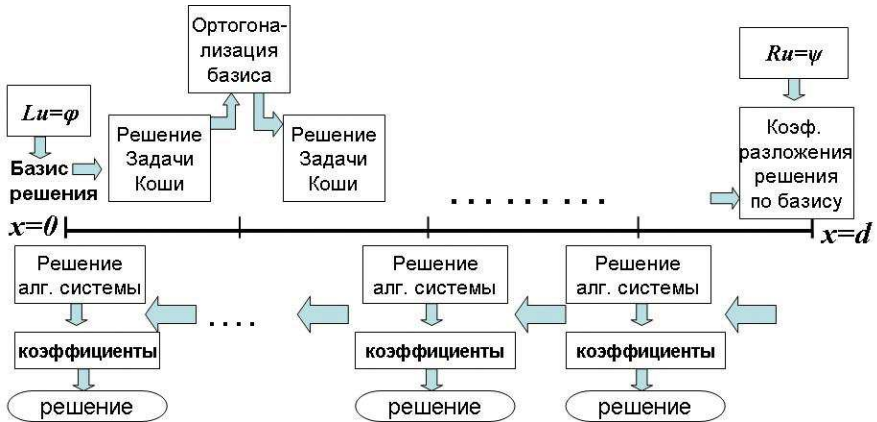 Ортогона-
лизация
базиса
Lu=φ
Базис
решения
Решение
Задачи
Коши
Решение
Задачи
Коши
. . . . . . . . .
Ru=ψ
Коэф.
разложения
решения
по базису
x=0
x=d
Решение
алг. системы
коэффициенты
решение
. . . .
Решение
алг. системы
коэффициенты
решение
Решение
алг. системы
коэффициенты
решение